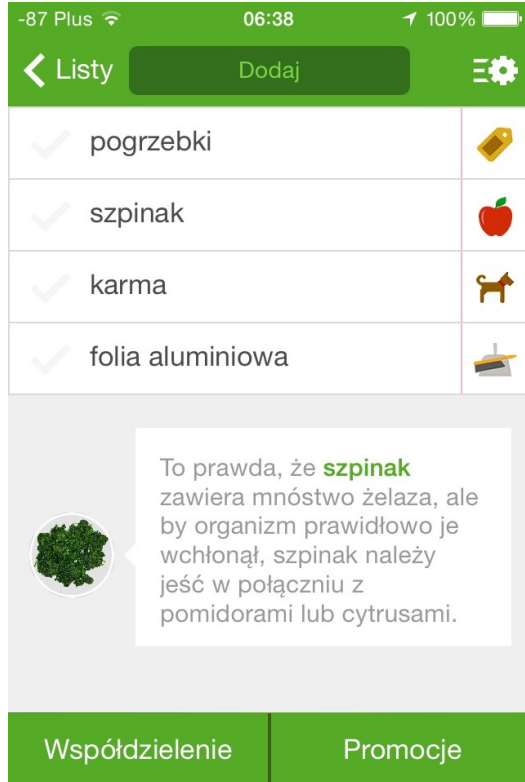 -87 Plus 06:38 100%
Listy Dodaj
pogrzebki
szpinak
karma
folia aluminiowa
To prawda, że szpinak
zawiera mnóstwo żelaza, ale
by organizm prawidłowo je
wchłonął, szpinak należy
jeść w połączniu z
pomidorami lub cytrusami.
Współdzielenie Promocje